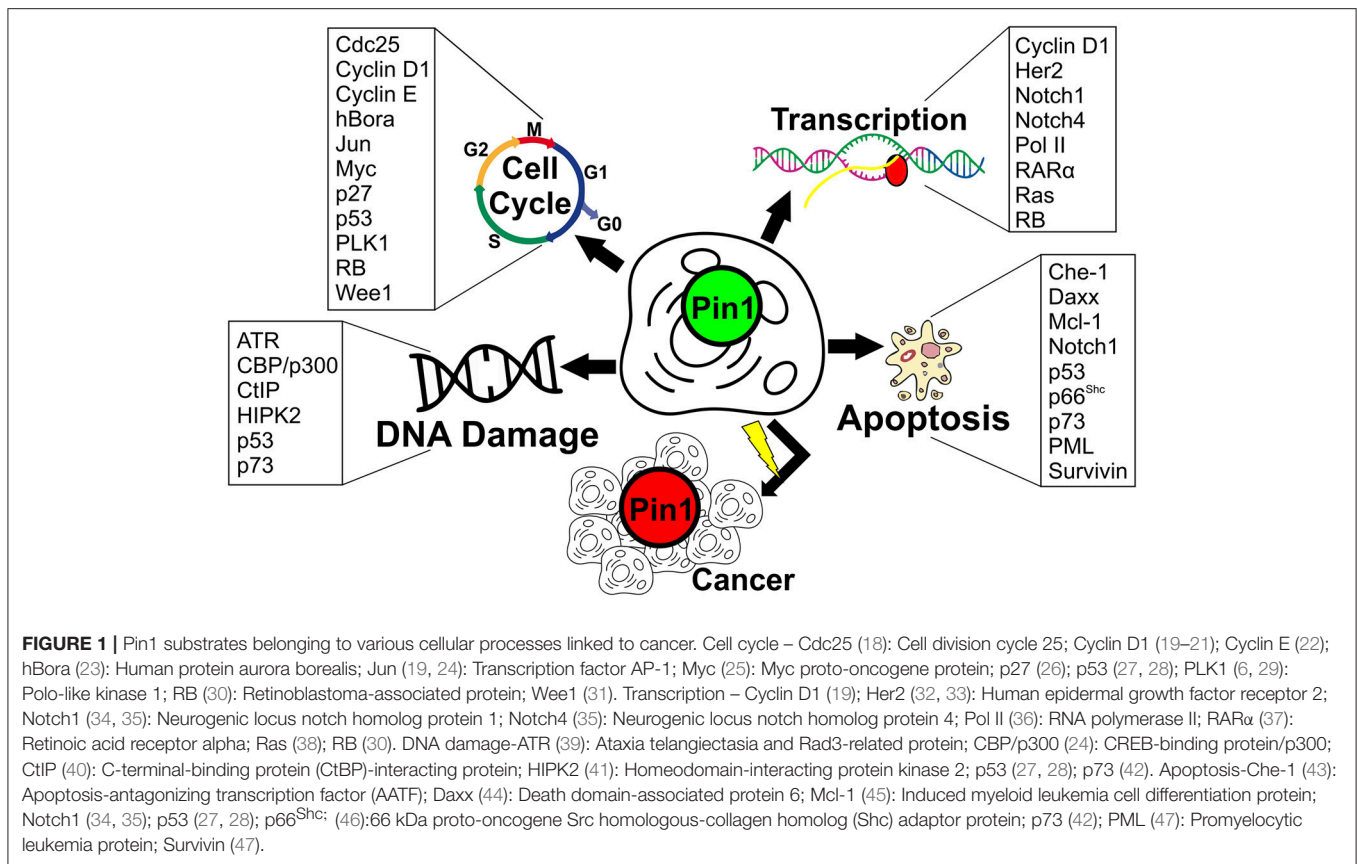 Cdc25
Cyclin D1
Cyclin E
hBora
Jun
Myc
p27
p53
PLK1
RB
Wee1
M
G2
G1
Cell
Cycle
S
G0
Transcription
Cyclin D1
Her2
Notch1
Notch4
Pol II
RARα
Ras
RB
Pin1
ATR
CBP/p300
CtIP
HIPK2
p53
p73
DNA Damage
Apoptosis
Che-1
Daxx
Mcl-1
Notch1
p53
p66Shc
p73
PML
Survivin
Pin1
Cancer
FIGURE 1 | Pin1 substrates belonging to various cellular processes linked to cancer. Cell cycle – Cdc25 (18): Cell division cycle 25; Cyclin D1 (19–21); Cyclin E (22);
hBora (23): Human protein aurora borealis; Jun (19, 24): Transcription factor AP-1; Myc (25): Myc proto-oncogene protein; p27 (26); p53 (27, 28); PLK1 (6, 29):
Polo-like kinase 1; RB (30): Retinoblastoma-associated protein; Wee1 (31). Transcription – Cyclin D1 (19); Her2 (32, 33): Human epidermal growth factor receptor 2;
Notch1 (34, 35): Neurogenic locus notch homolog protein 1; Notch4 (35): Neurogenic locus notch homolog protein 4; Pol II (36): RNA polymerase II; RARα (37):
Retinoic acid receptor alpha; Ras (38); RB (30). DNA damage-ATR (39): Ataxia telangiectasia and Rad3-related protein; CBP/p300 (24): CREB-binding protein/p300;
CtIP (40): C-terminal-binding protein (CtBP)-interacting protein; HIPK2 (41): Homeodomain-interacting protein kinase 2; p53 (27, 28); p73 (42). Apoptosis-Che-1 (43):
Apoptosis-antagonizing transcription factor (AATF); Daxx (44): Death domain-associated protein 6; Mcl-1 (45): Induced myeloid leukemia cell differentiation protein;
Notch1 (34, 35); p53 (27, 28); p66Shc; (46):66 kDa proto-oncogene Src homologous-collagen homolog (Shc) adaptor protein; p73 (42); PML (47): Promyelocytic
leukemia protein; Survivin (47).